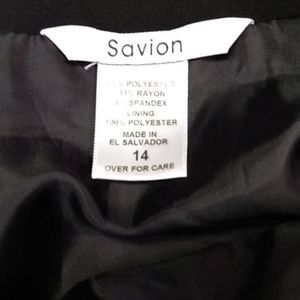 Savion
POLYESTER
RAYON
SPANDEX
LINING
100% POLYESTER
MADE IN
EL SALVADOR
14
OVER FOR CARE